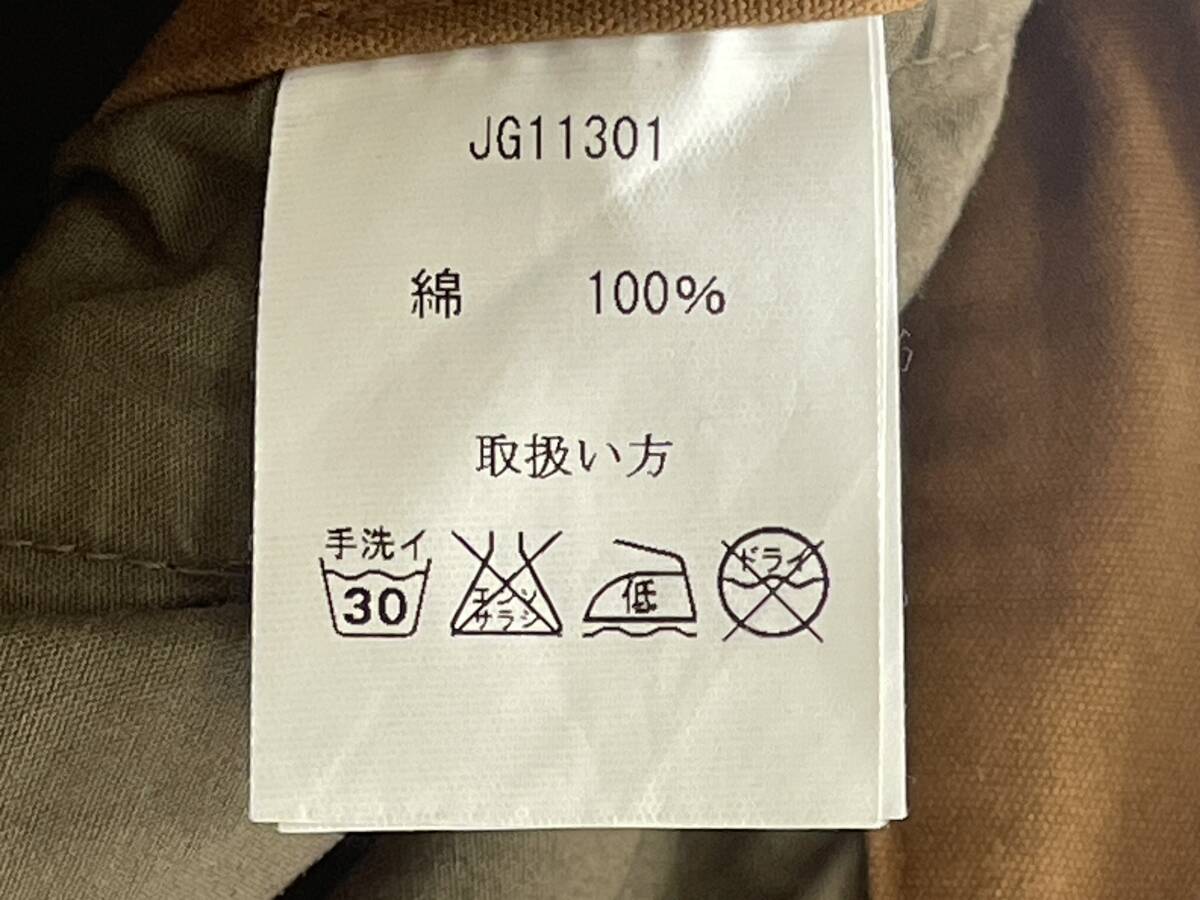 JG11301
綿 100%
取扱い方
手洗イ
30
エンソ
サラシ
低
ドライ